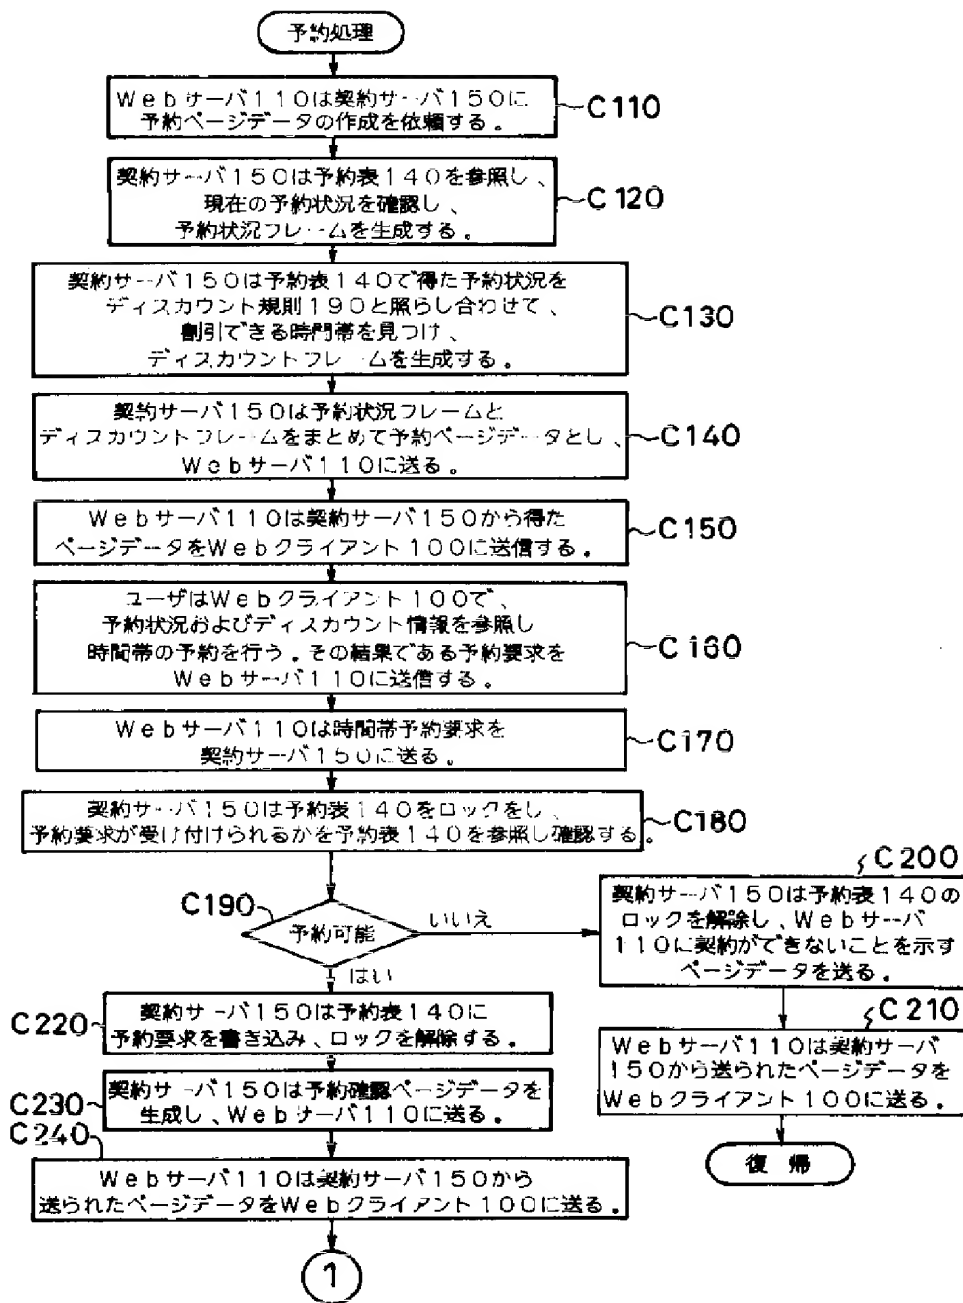 予約処理
Webサーバ110は契約サーバ150に
予約ページデータの作成を依頼する。
C110
契約サーバ150は予約表140を参照し、
現在の予約状況を確認し、
予約状況フレームを生成する。
C120
契約サーバ150は予約表140で得た予約状況を
ディスカウント規則190と照らし合わせて、
割引できる時間帯を見つけ、
ディスカウントフレームを生成する。
C130
契約サーバ150は予約状況フレームと
ディスカウントフレームをまとめて予約ページデータとし、
Webサーバ110に送る。
C140
Webサーバ110は契約サーバ150から得た
ページデータをWebクライアント100に送信する。
C150
ユーザはWebクライアント100で、
予約状況およびディスカウント情報を参照し
時間帯の予約を行う。その結果である予約要求を
Webサーバ110に送信する。
C160
Webサーバ110は時間帯予約要求を
契約サーバ150に送る。
C170
契約サーバ150は予約表140をロックをし、
予約要求が受け付けられるかを予約表140を参照し確認する。
C180
C190
予約可能
いいえ
はい
C200
契約サーバ150は予約表140の
ロックを解除し、Webサーバ
110に契約ができないことを示す
ページデータを送る。
C210
Webサーバ110は契約サーバ
150から送られたページデータを
Webクライアント100に送る。
復帰
C220
契約サーバ150は予約表140に
予約要求を書き込み、ロックを解除する。
C230
契約サーバ150は予約確認ページデータを
生成し、Webサーバ110に送る。
C240
Webサーバ110は契約サーバ150から
送られたページデータをWebクライアント100に送る。
1